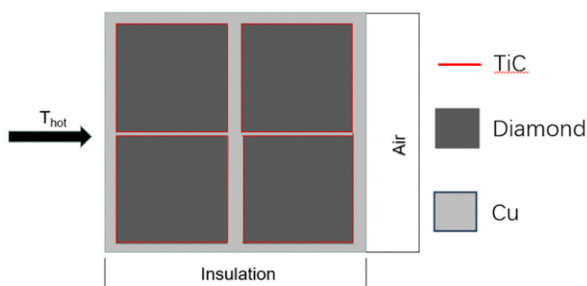 T_hot
TiC
Diamond
Air
Cu
Insulation